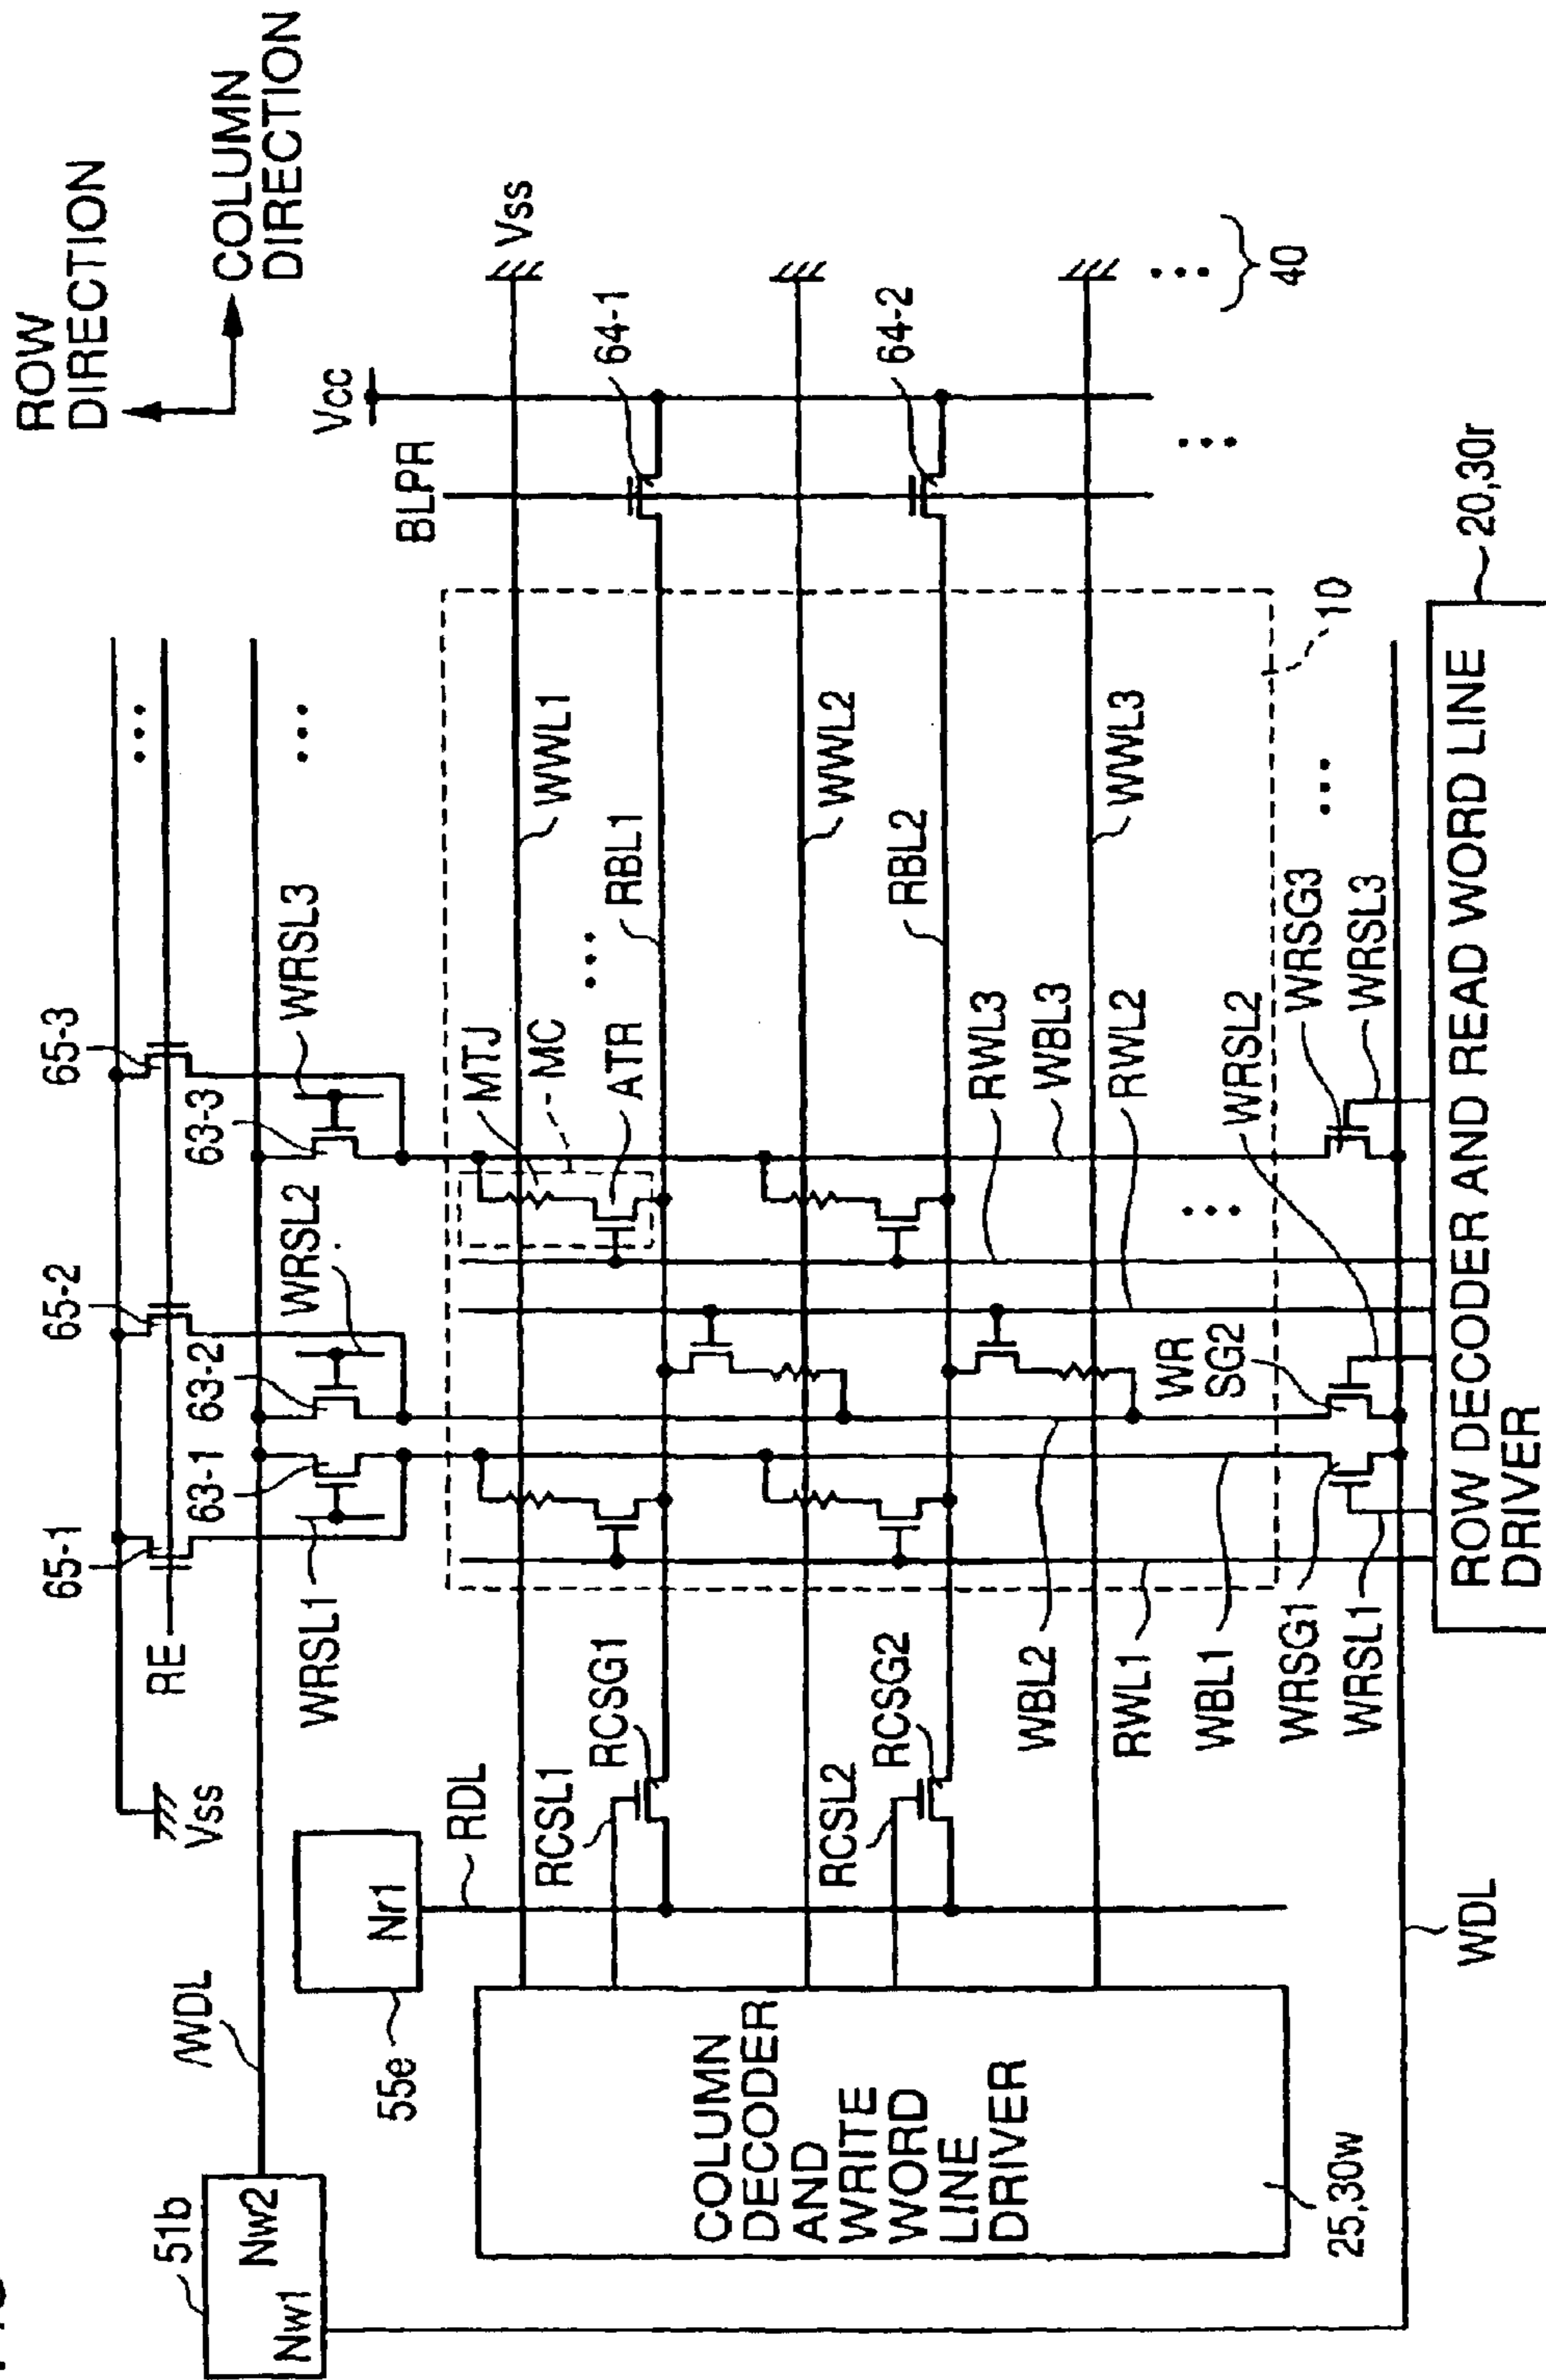 ROW
DIRECTION
COLUMN
DIRECTION
51b
Nw2
Nw1
/WDL
Vss
RE
65-1
65-2
65-3
63-1
63-2
63-3
WRSL1
WRSL2
WRSL3
Vcc
BLPR
Vss
55e
Nr1
RDL
RCSL1
RCSG1
MTJ
MC
ATR
WWL1
RBL1
64-1
COLUMN
DECODER
AND
WRITE
WORD
LINE
DRIVER
25,30w
RCSL2
RCSG2
WWL2
RBL2
64-2
40
WBL2
RWL1
WBL1
RWL3
WBL3
RWL2
WWL3
10
WR
SG2
WRSG1
WRSL1
WRSL2
WRSG3
WRSL3
WDL
20,30r
ROW DECODER AND READ WORD LINE
DRIVER